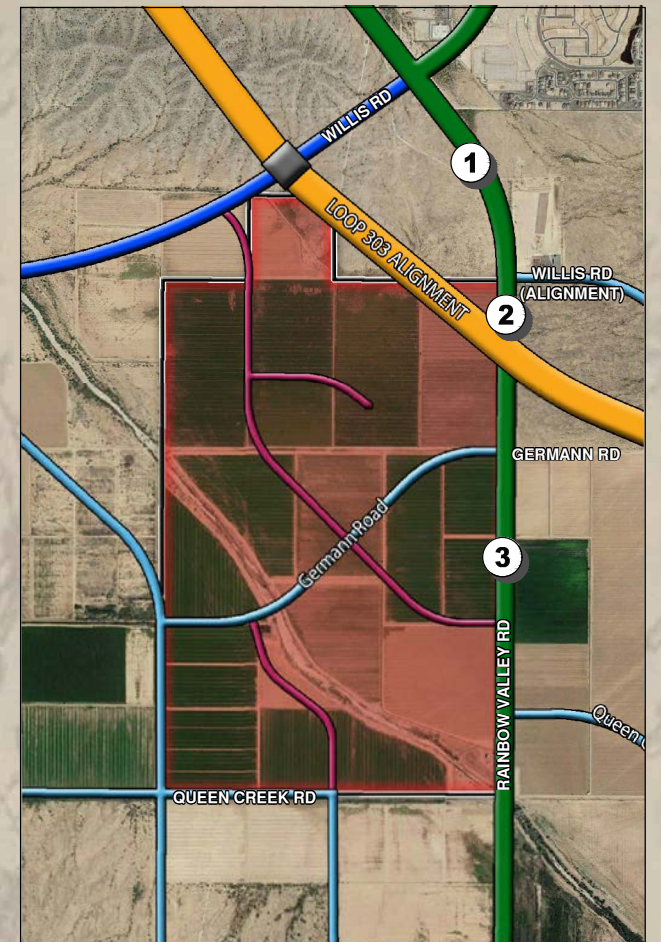 WILLIS RD
1
LOOP 303 ALIGNMENT
WILLIS RD
(ALIGNMENT)
2
GERMANN RD
Germann Road
3
RAINBOW VALLEY RD
Queen
QUEEN CREEK RD